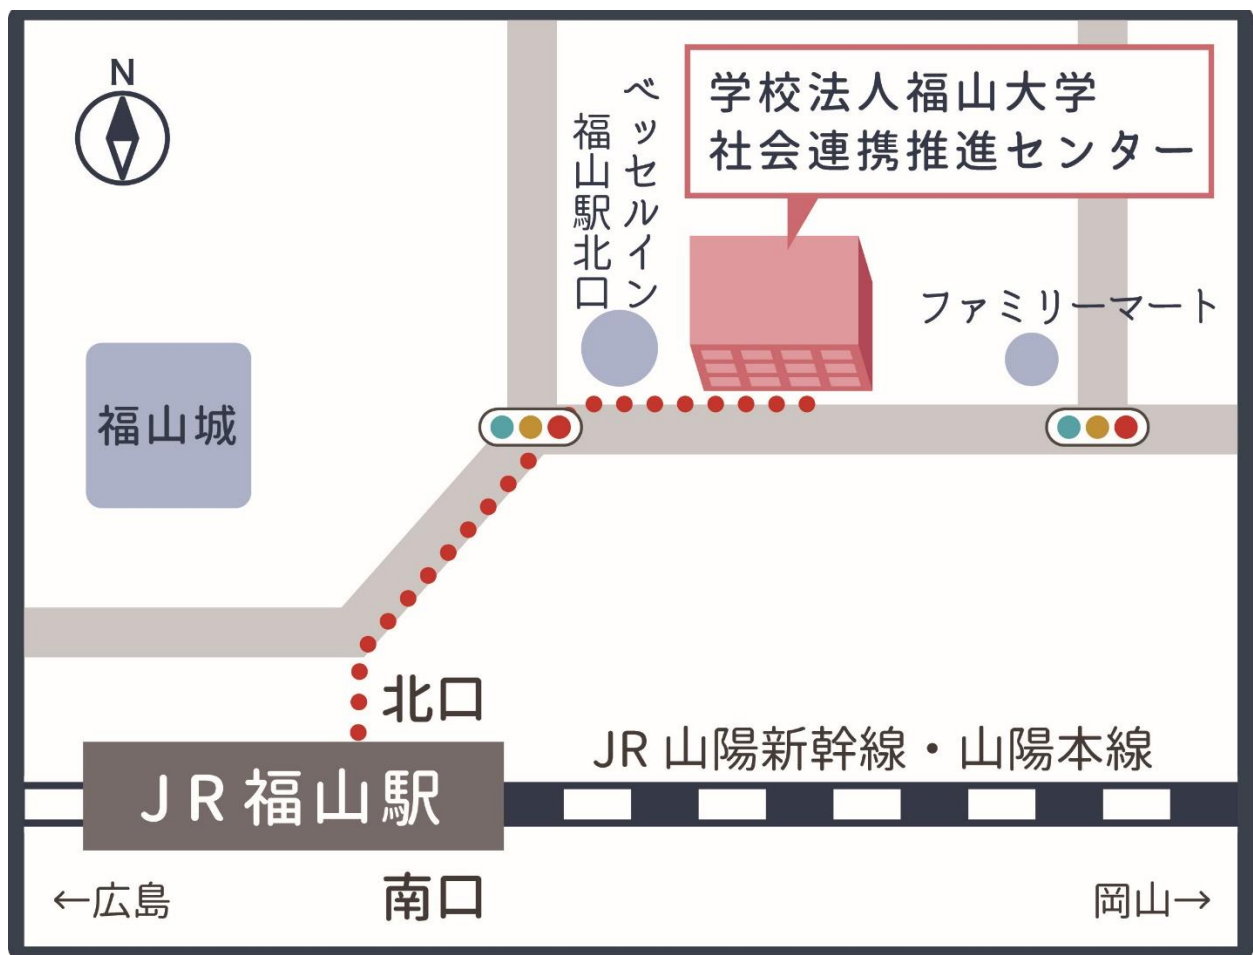 N
学校法人福山大学
社会連携推進センター
ベッセルイン
福山駅北口
ファミリーマート
福山城
北口
JR山陽新幹線・山陽本線
JR福山駅
←広島
南口
岡山→